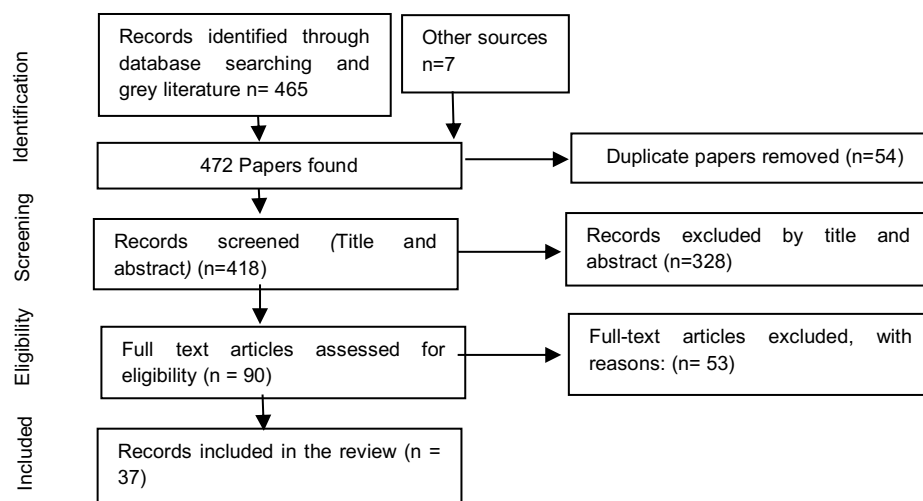 Identification
Records identified through
database searching and
grey literature n= 465
Other sources
n=7
472 Papers found
Duplicate papers removed (n=54)
Screening
Records screened (Title and
abstract) (n=418)
Records excluded by title and
abstract (n=328)
Eligibility
Full text articles assessed for
eligibility (n = 90)
Full-text articles excluded, with
reasons: (n= 53)
Included
Records included in the review (n =
37)